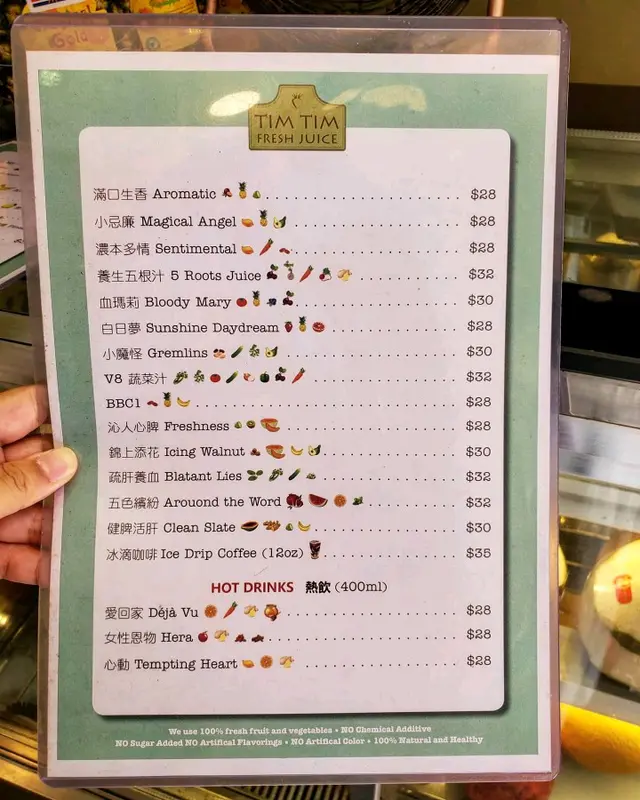 Gold
TIM TIM
FRESH JUICE
滿口生香 Aromatic $28
小忌廉 Magical Angel $28
濃本多情 Sentimental $28
養生五根汁 5 Roots Juice $32
血瑪莉 Bloody Mary $30
白日夢 Sunshine Daydream $28
小魔怪 Gremlins $30
V8 蔬菜汁 $32
BBC1 $28
沁人心脾 Freshness $28
錦上添花 Icing Walnut $30
疏肝養血 Blatant Lies $32
五色繽紛 Arouond the Word $32
健脾活肝 Clean Slate $30
冰滴咖啡 Ice Drip Coffee (12oz) $35
HOT DRINKS 熱飲 (400ml)
愛回家 Déjà Vu $28
女性恩物 Hera $28
心動 Tempting Heart $28
We use 100% fresh fruit and vegetables • NO Chemical Additive
NO Sugar Added NO Artifical Flavorings • NO Artifical Color • 100% Natural and Healthy